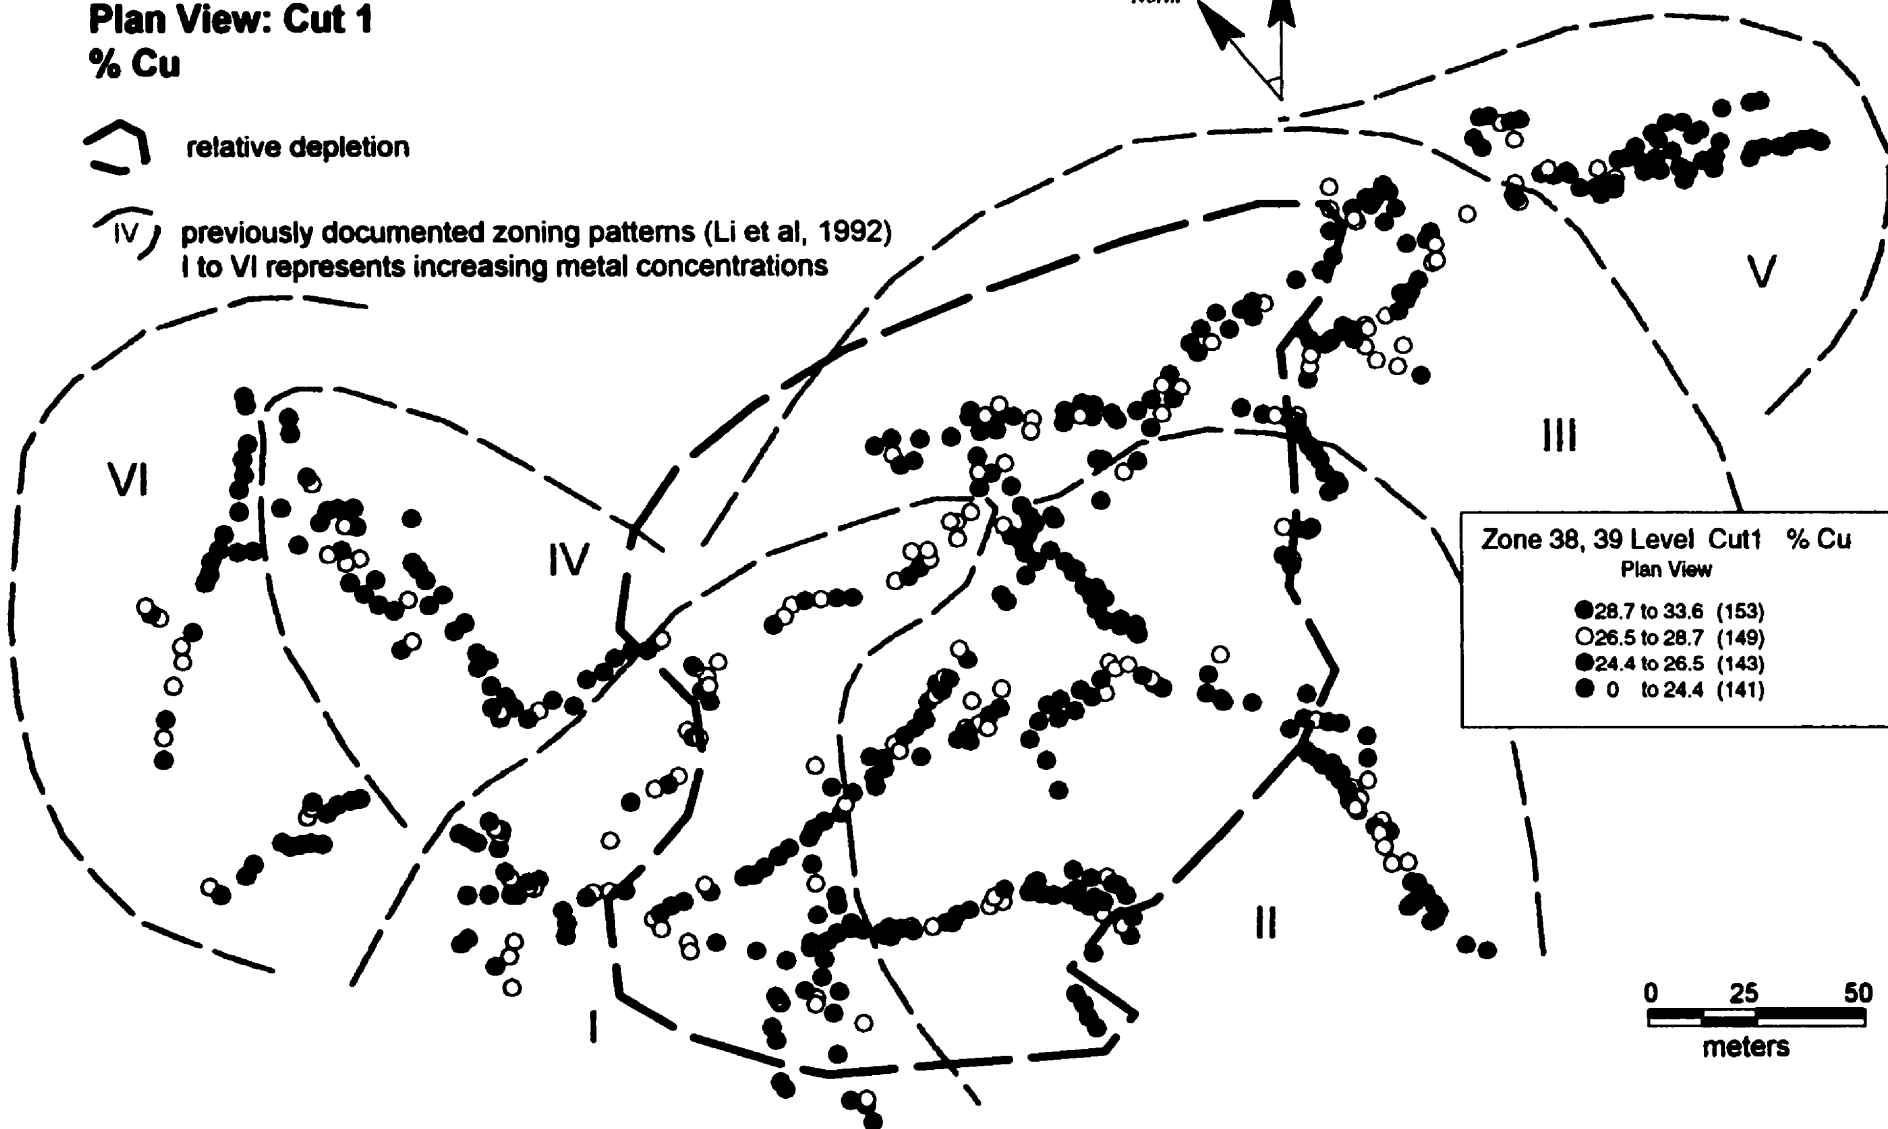 Plan View: Cut 1
% Cu
relative depletion
IV
previously documented zoning patterns (Li et al, 1992)
I to VI represents increasing metal concentrations
V
III
VI
IV
Zone 38, 39 Level Cut1 % Cu
Plan View
28.7 to 33.6 (153)
26.5 to 28.7 (149)
24.4 to 26.5 (143)
0 to 24.4 (141)
II
I
0 25 50
meters